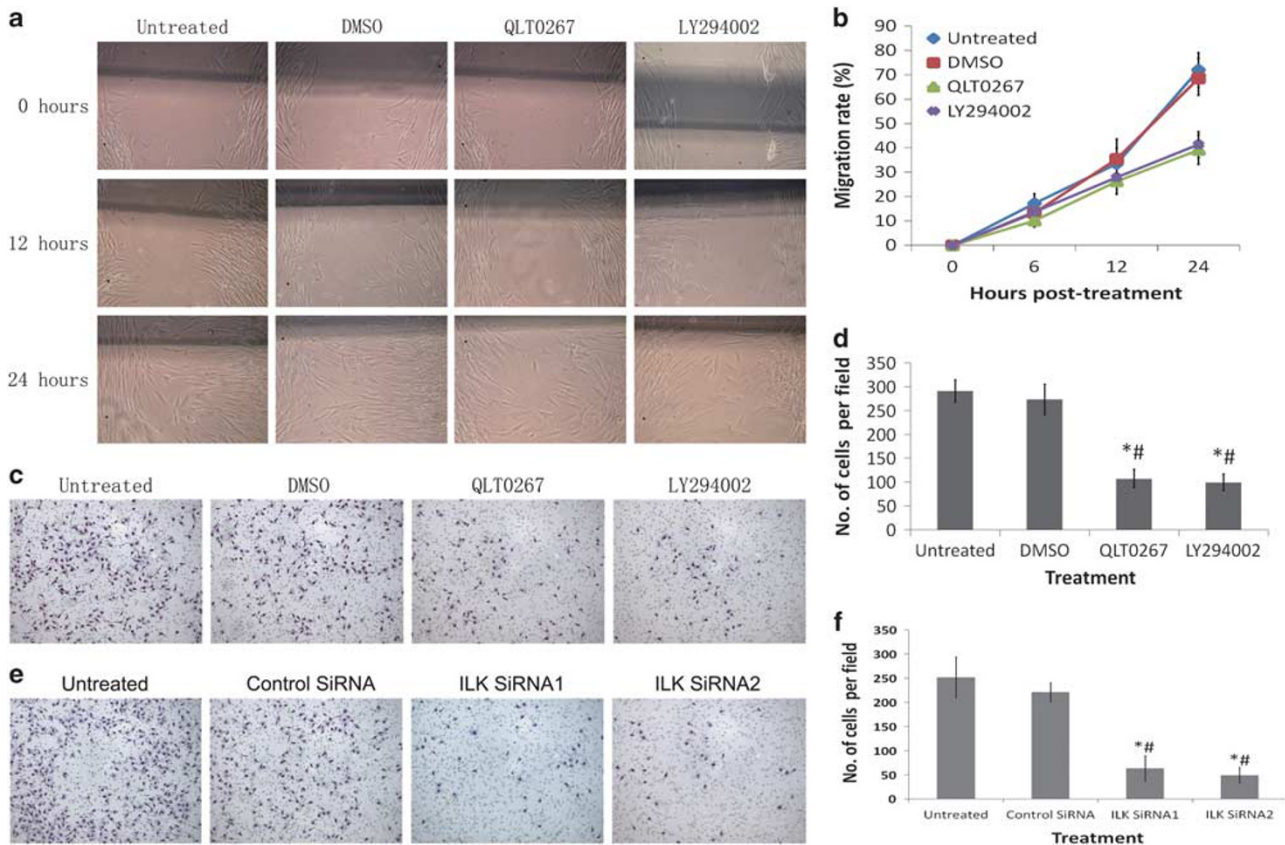 a
Untreated DMSO QLT0267 LY294002
0 hours
12 hours
24 hours
b
Migration rate (%)
90
80
70
60
50
40
30
20
10
0
Untreated
DMSO
QLT0267
LY294002
0 6 12 24
Hours post-treatment
c
Untreated DMSO QLT0267 LY294002
d
No. of cells per field
350
300
250
200
150
100
50
0
*# *#
Untreated DMSO QLT0267 LY294002
Treatment
e
Untreated Control SiRNA ILK SiRNA1 ILK SiRNA2
f
No. of cells per field
350
300
250
200
150
100
50
0
*# *#
Untreated Control SiRNA ILK SiRNA1 ILK SiRNA2
Treatment